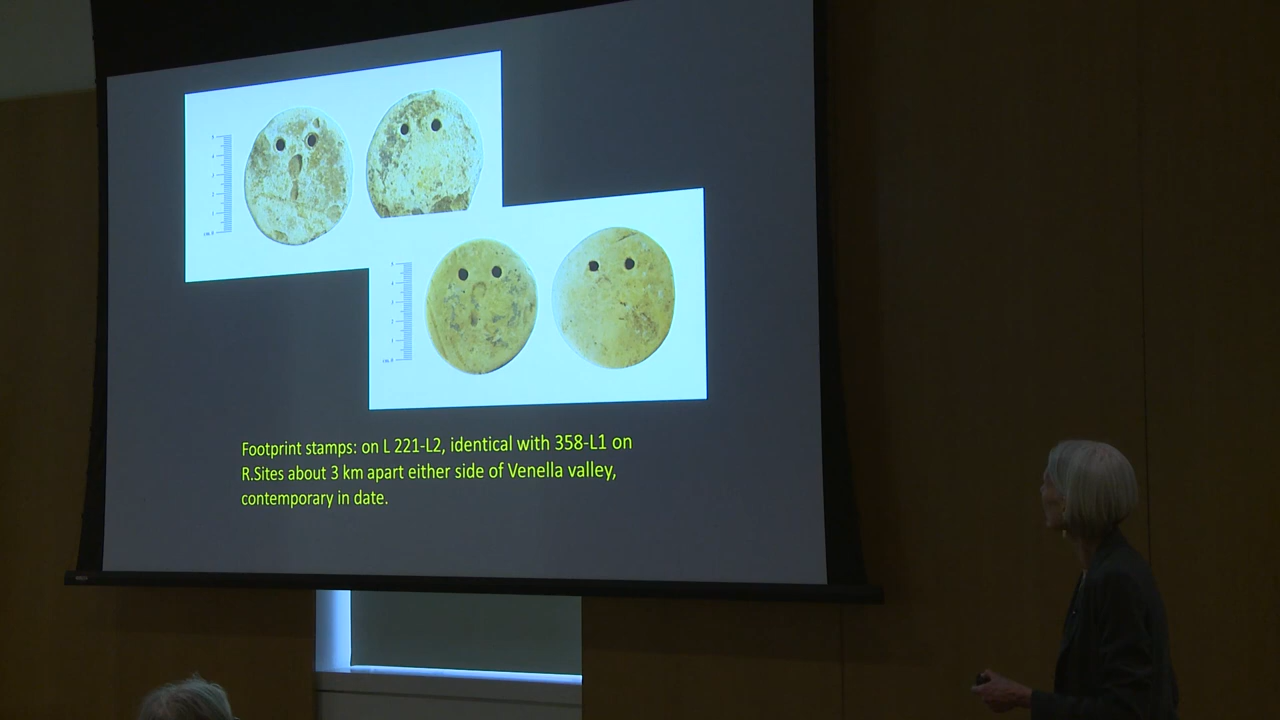 Footprint stamps: on L 221-L2, identical with 358-L1 on
R.Sites about 3 km apart either side of Venella valley,
contemporary in date.